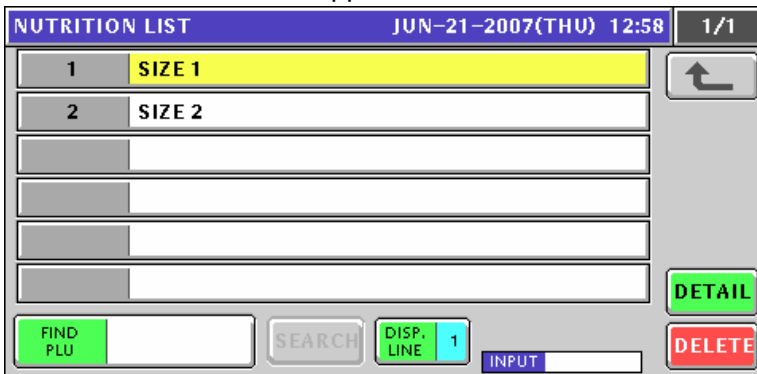 NUTRITION LIST JUN-21-2007(THU) 12:58 1/1
1 SIZE 1
2 SIZE 2
DETAIL
FIND PLU SEARCH DISP. LINE 1
INPUT
DELETE